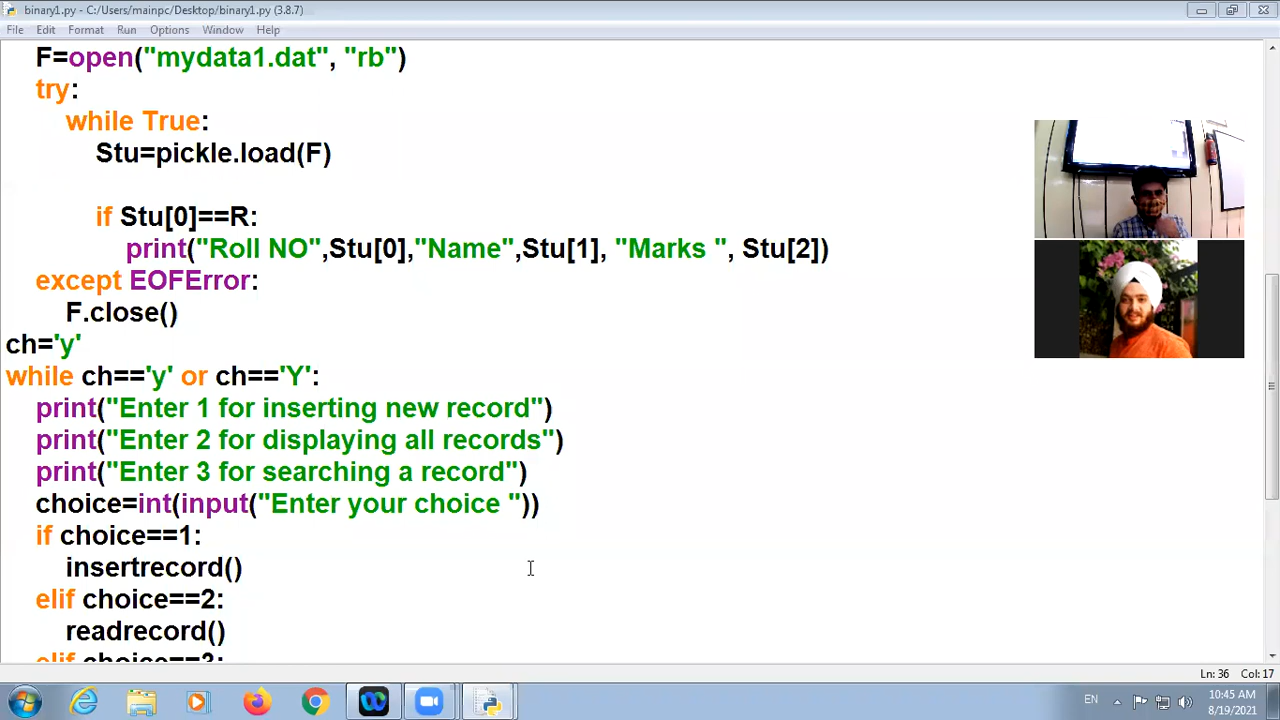 binary1.py - C:/Users/mainpc/Desktop/binary1.py (3.8.7)
File Edit Format Run Options Window Help
F=open("mydata1.dat", "rb")
try:
while True:
Stu=pickle.load(F)
if Stu[0]==R:
print("Roll NO",Stu[0],"Name",Stu[1], "Marks ", Stu[2])
except EOFError:
F.close()
ch='y'
while ch=='y' or ch=='Y':
print("Enter 1 for inserting new record")
print("Enter 2 for displaying all records")
print("Enter 3 for searching a record")
choice=int(input("Enter your choice "))
if choice==1:
insertrecord()
elif choice==2:
readrecord()
elif choice==3:
Ln: 36 Col: 17
EN
10:45 AM
8/19/2021